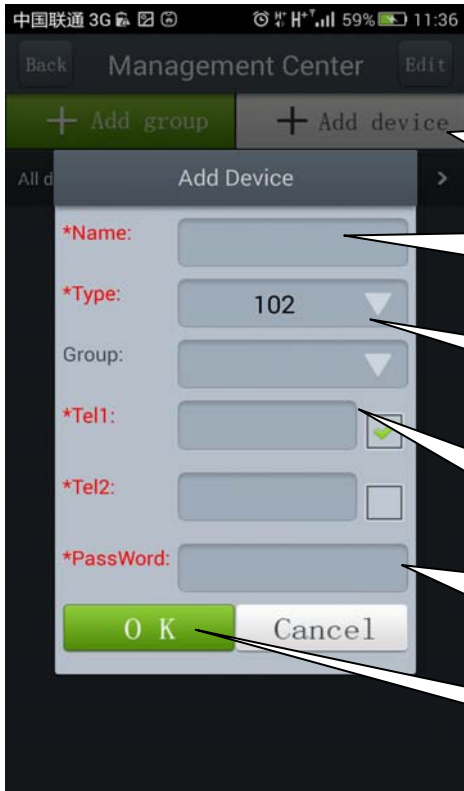 中国联通 3G 59% 11:36
Back Management Center Edit
+ Add group + Add device
All d
Add Device
*Name:
*Type: 102
Group:
*Tel1:
*Tel2:
*PassWord:
O K Cancel